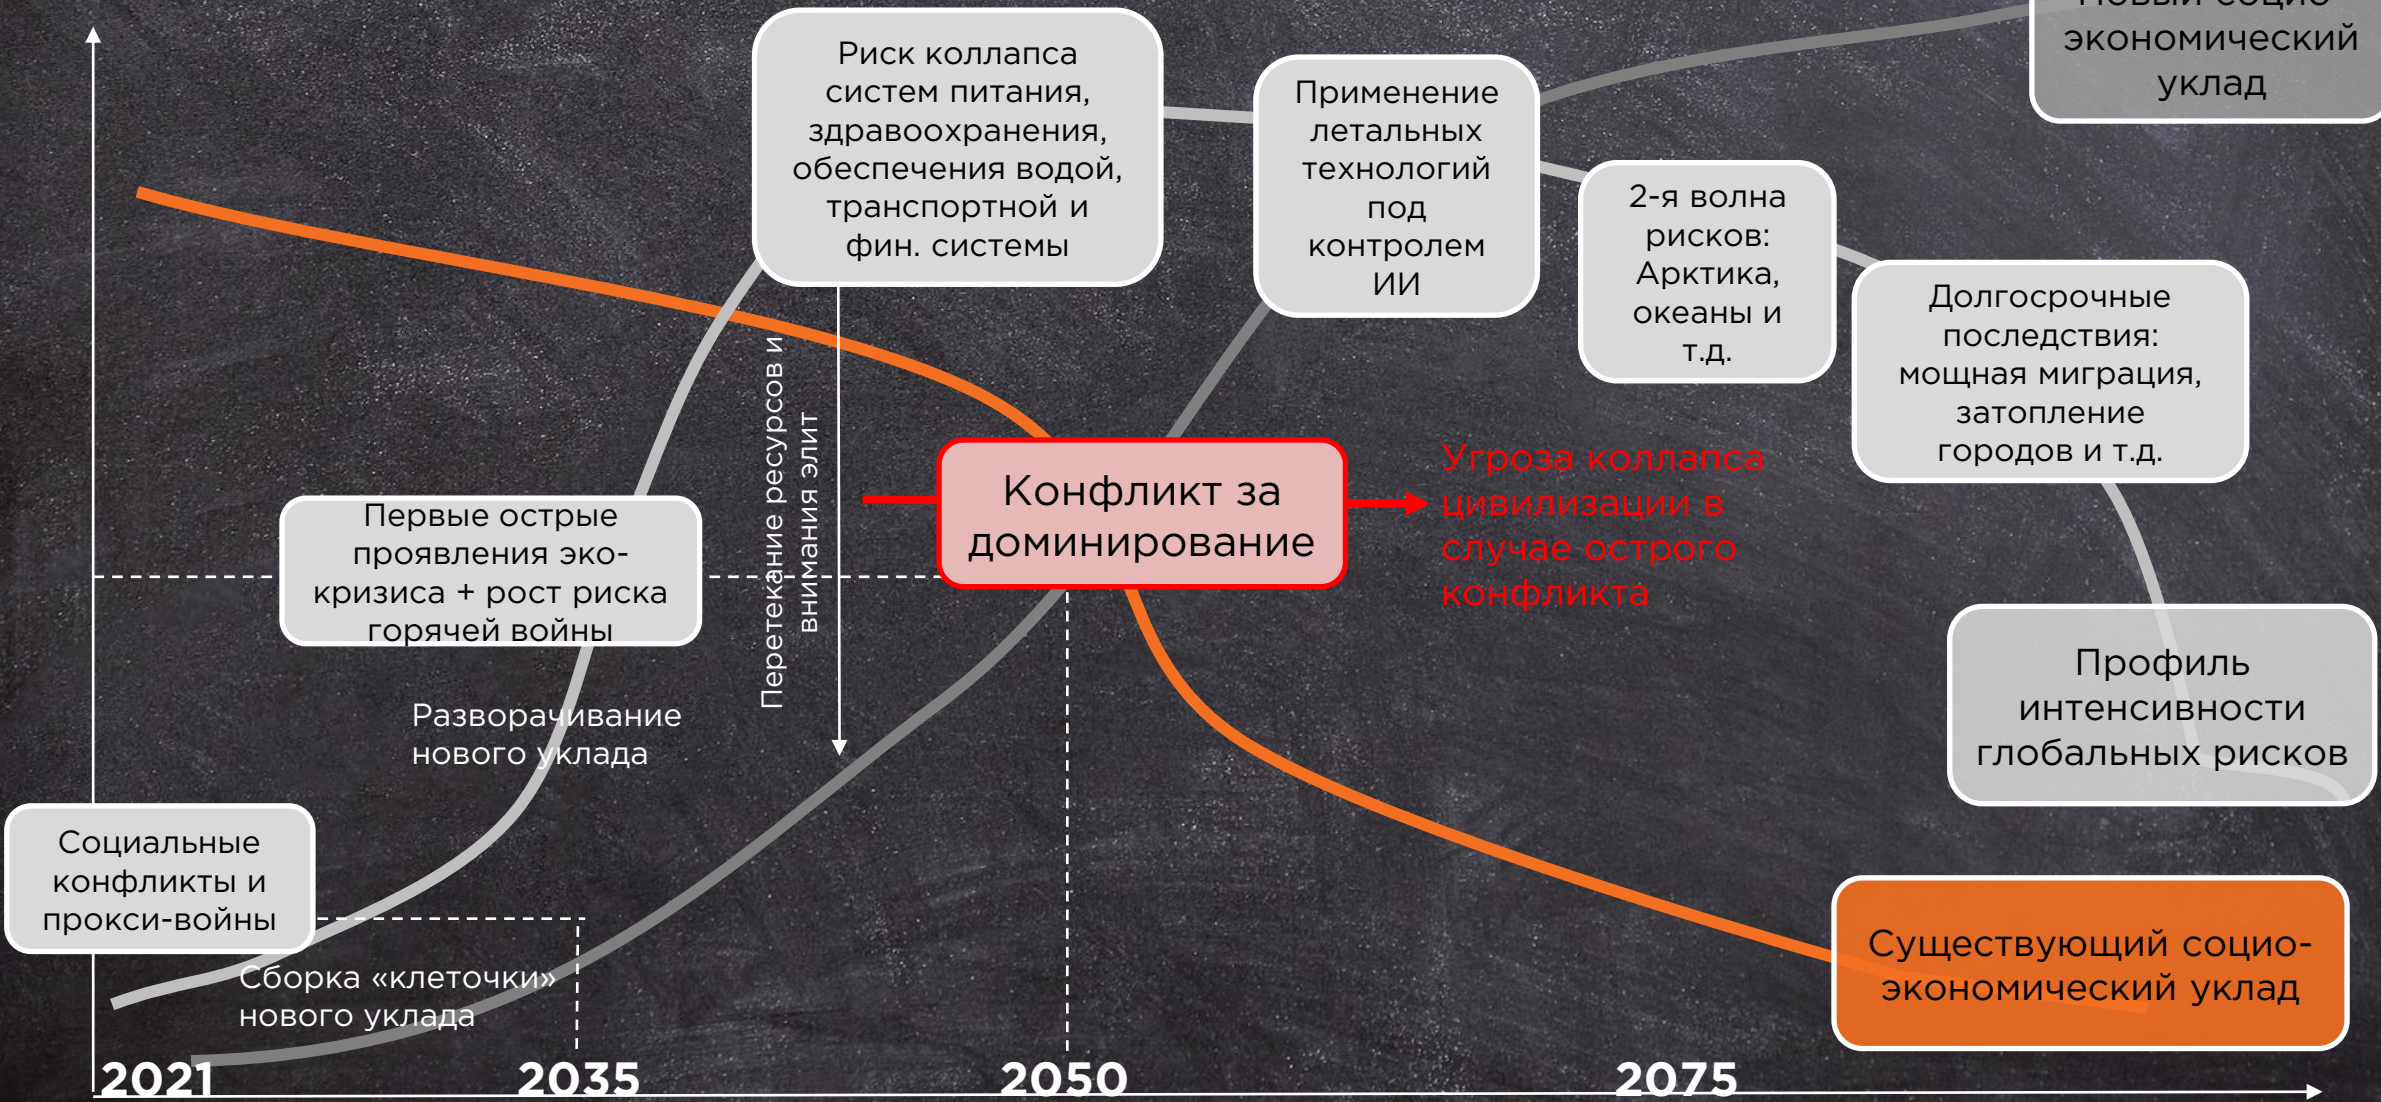 Новый социо-
экономический
уклад
Риск коллапса
систем питания,
здравоохранения,
обеспечения водой,
транспортной и
фин. системы
Применение
летальных
технологий
под
контролем
ИИ
2-я волна
рисков:
Арктика,
океаны и
т.д.
Долгосрочные
последствия:
мощная миграция,
затопление
городов и т.д.
Перетекание ресурсов и
внимания элит
Конфликт за
доминирование
Угроза коллапса
цивилизации в
случае острого
конфликта
Первые острые
проявления эко-
кризиса + рост риска
горячей войны
Профиль
интенсивности
глобальных рисков
Разворачивание
нового уклада
Социальные
конфликты и
прокси-войны
Существующий социо-
экономический уклад
Сборка «клеточки»
нового уклада
2021
2035
2050
2075